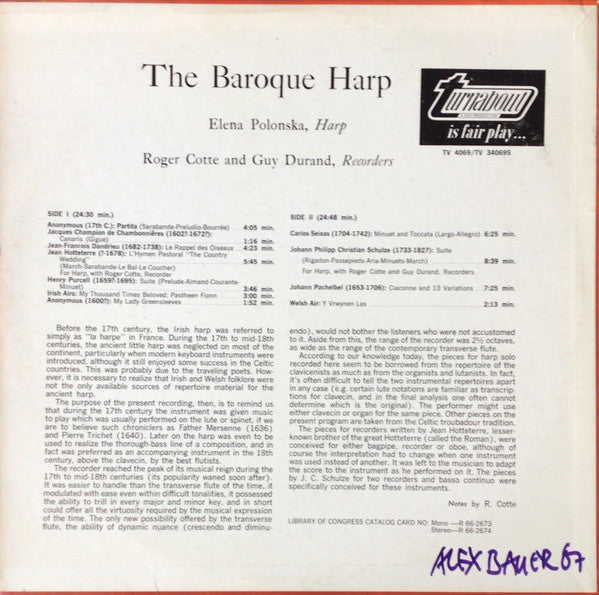 The Baroque Harp
Elena Polonska, Harp
Roger Cotte and Guy Durand, Recorders
turnabout
is fair play...
TV 4069/TV 34069S
SIDE I (24:30 min.)
Anonymous (17th C.): Partita (Sarabande-Preludio-Bourrée) 4:05 min.
Jacques Champion de Chambonnières (1602?-1672?):
Canaris (Gigue) 1:16 min.
Jean-Francois Dandrieu (1682-1738): Le Rappel des Oiseaux 4:23 min.
Jean Hotteterre (?-1678): L'Hymen Pastoral "The Country
Wedding" 5:45 min.
(March-Sarabande-Le Bal-Le Coucher)
For Harp, with Roger Cotte, Recorder
Henry Purcell (1659?-1695): Suite (Prelude-Almand-Courante-
Minuet) 3:46 min.
Irish Airs: My Thousand Times Beloved; Pastheen Fionn 3:00 min.
Anonymous (1600?): My Lady Greensleeves 1:52 min.
SIDE II (24:48 min.)
Carlos Seixas (1704-1742): Minuet and Toccata (Largo-Allegro) 6:25 min.
Johann Philipp Christian Schulze (1733-1827): Suite
(Rigadon-Passepieds-Aria-Minuets-March) 8:39 min.
For Harp, with Roger Cotte and Guy Durand, Recorders
Johann Pachelbel (1653-1706): Ciaconne and 13 Variations 7:25 min.
Welsh Air: Y Vrwynen Las 2:13 min.
Before the 17th century, the Irish harp was referred to
simply as "la harpe" in France. During the 17th to mid-18th
centuries, the ancient little harp was neglected on most of the
continent, particularly when modern keyboard instruments were
introduced, although it still enjoyed some success in the Celtic
countries. This was probably due to the traveling poets. How-
ever, it is necessary to realize that Irish and Welsh folklore were
not the only available sources of repertoire material for the
ancient harp.
The purpose of the present recording, then, is to remind
us that during the 17th century the instrument was given music
to play which was usually performed on the lute or spinet, if we
are to believe such chroniclers as Father Mersenne (1636)
and Pierre Trichet (1640). Later on the harp was even to be
used to realize the thorough-bass line of a composition, and in
fact was preferred as an accompanying instrument in the 18th
century, above the clavecin, by the best flutists.
The recorder reached the peak of its musical reign during the
17th to mid-18th centuries (its popularity waned soon after).
It was easier to handle than the transverse flute of the time, it
modulated with ease even within difficult tonalities, it possessed
the ability to trill in every major and minor key, and in short
could offer all the virtuosity required by the musical expression
of the time. The only new possibility offered by the transverse
flute, the ability of dynamic nuance (crescendo and diminu-
endo), would not bother the listeners who were not accustomed
to it. Aside from this, the range of the recorder was 2½ octaves,
as wide as the range of the contemporary transverse flute.
According to our knowledge today, the pieces for harp solo
recorded here seem to be borrowed from the repertoire of the
clavicenists as much as from the organists and lutanists. In fact,
it's often difficult to tell the two instrumental repertoires apart
in any case (e.g. certain lute notations are familiar as transcrip-
tions for clavecin, and in the final analysis one often cannot
determine which is the original). The performer might use
either clavecin or organ for the same piece. Other pieces on the
present program are taken from the Celtic troubadour tradition.
The pieces for recorders written by Jean Hotterre, lesser-
known brother of the great Hotteterre (called the Roman), were
conceived for either bagpipe, recorder or oboe, although of
course the interpretation had to change when one instrument
was used instead of another. It was left to the musician to adapt
the score to the instrument as he performed on it. The pieces
by J. C. Schulze for two recorders and basso continuo were
specifically conceived for these instruments.
Notes by R. Cotte
LIBRARY OF CONGRESS CATALOG CARD NO: Mono —R 66-2673
Stereo—R 66-2674
ALEX BAUER 67